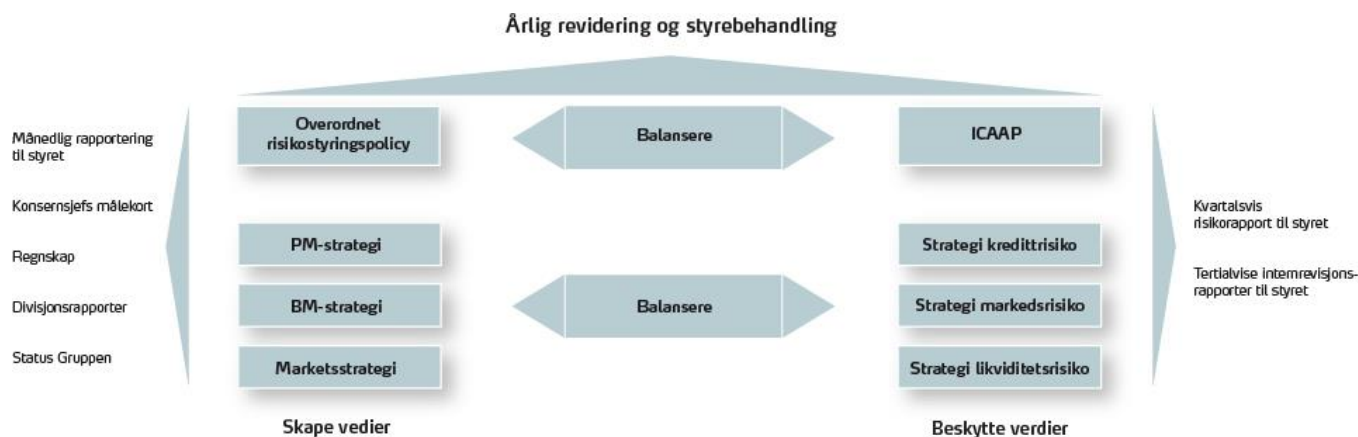 Årlig revidering og styrebehandling
Månedlig rapportering
til styret
Konsernsjefs målekort
Regnskap
Divisjonsrapporter
Status Gruppen
Overordnet
risikostyringspolicy
Balansere
ICAAP
PM-strategi
BM-strategi
Marketsstrategi
Balansere
Strategi kredittrisiko
Strategi markedsrisiko
Strategi likviditetsrisiko
Kvartalsvis
risikorapport til styret
Tertialvise internrevisjons-
rapporter til styret
Skape vedier
Beskytte verdier